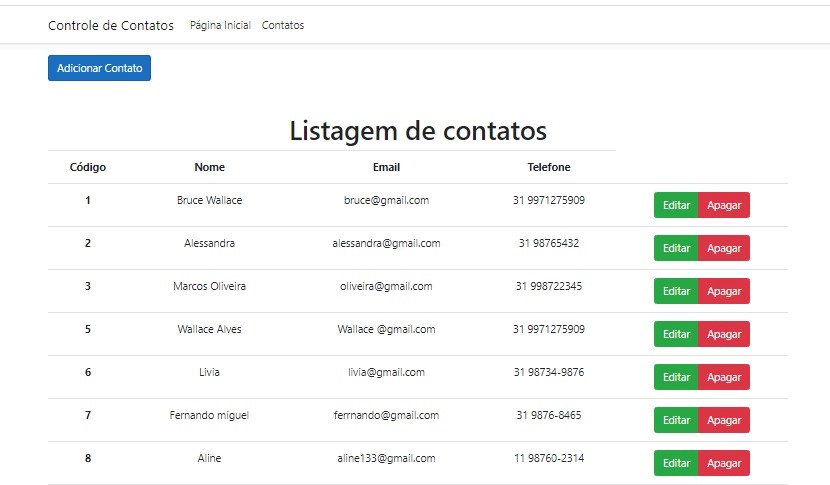 Controle de Contatos Página Inicial Contatos
Adicionar Contato
Listagem de contatos
Código Nome Email Telefone
1 Bruce Wallace bruce@gmail.com 31 9971275909 Editar Apagar
2 Alessandra alessandra@gmail.com 31 98765432 Editar Apagar
3 Marcos Oliveira oliveira@gmail.com 31 998722345 Editar Apagar
5 Wallace Alves Wallace @gmail.com 31 9971275909 Editar Apagar
6 Livia livia@gmail.com 31 98734-9876 Editar Apagar
7 Fernando miguel ferrnando@gmail.com 31 9876-8465 Editar Apagar
8 Aline aline133@gmail.com 11 98760-2314 Editar Apagar